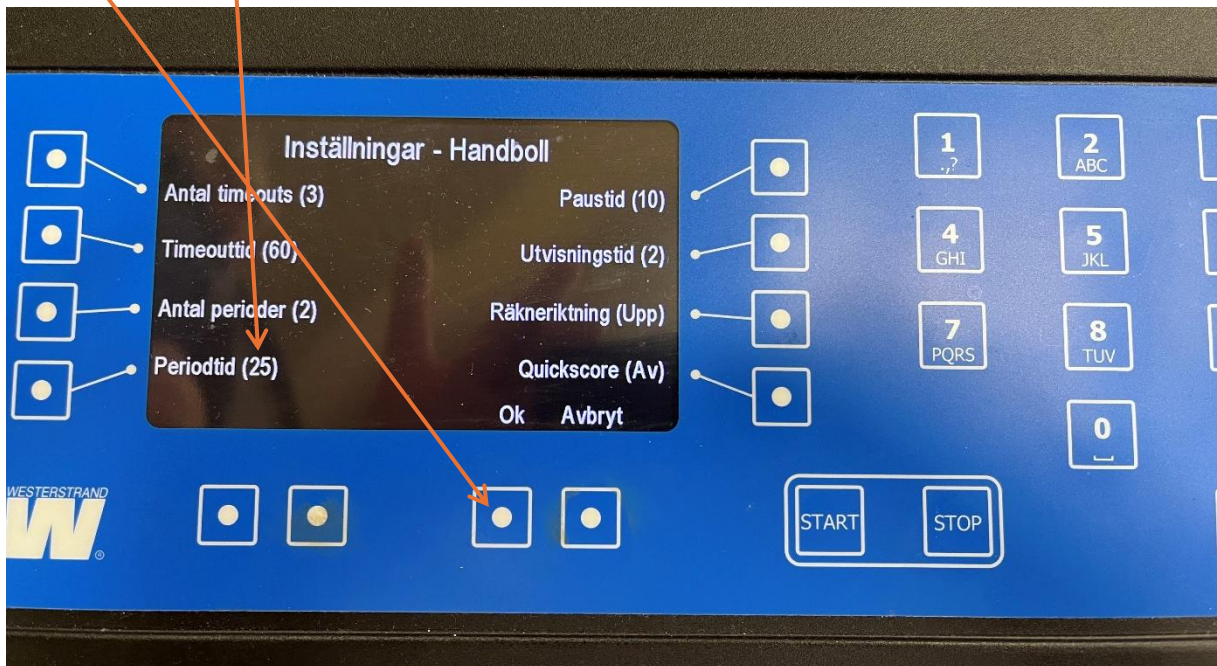 Inställningar - Handboll
Antal timeouts (3)
Paustid (10)
Timeouttid (60)
Utvisningstid (2)
Antal perioder (2)
Räkneriktning (Upp)
Periodtid (25)
Quickscore (Av)
Ok Avbryt
1
.,?
2
ABC
4
GHI
5
JKL
7
PQRS
8
TUV
0
WESTERSTRAND
W
®
START
STOP